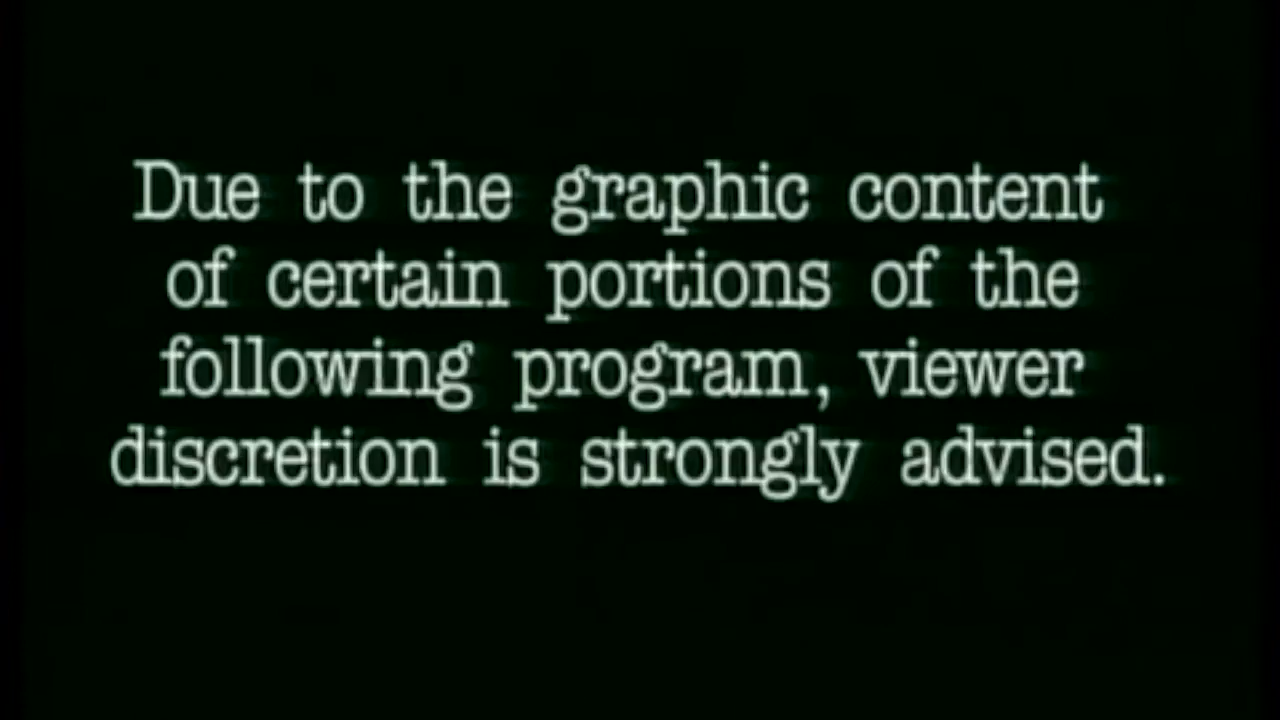 Due to the graphic content
of certain portions of the
following program, viewer
discretion is strongly advised.